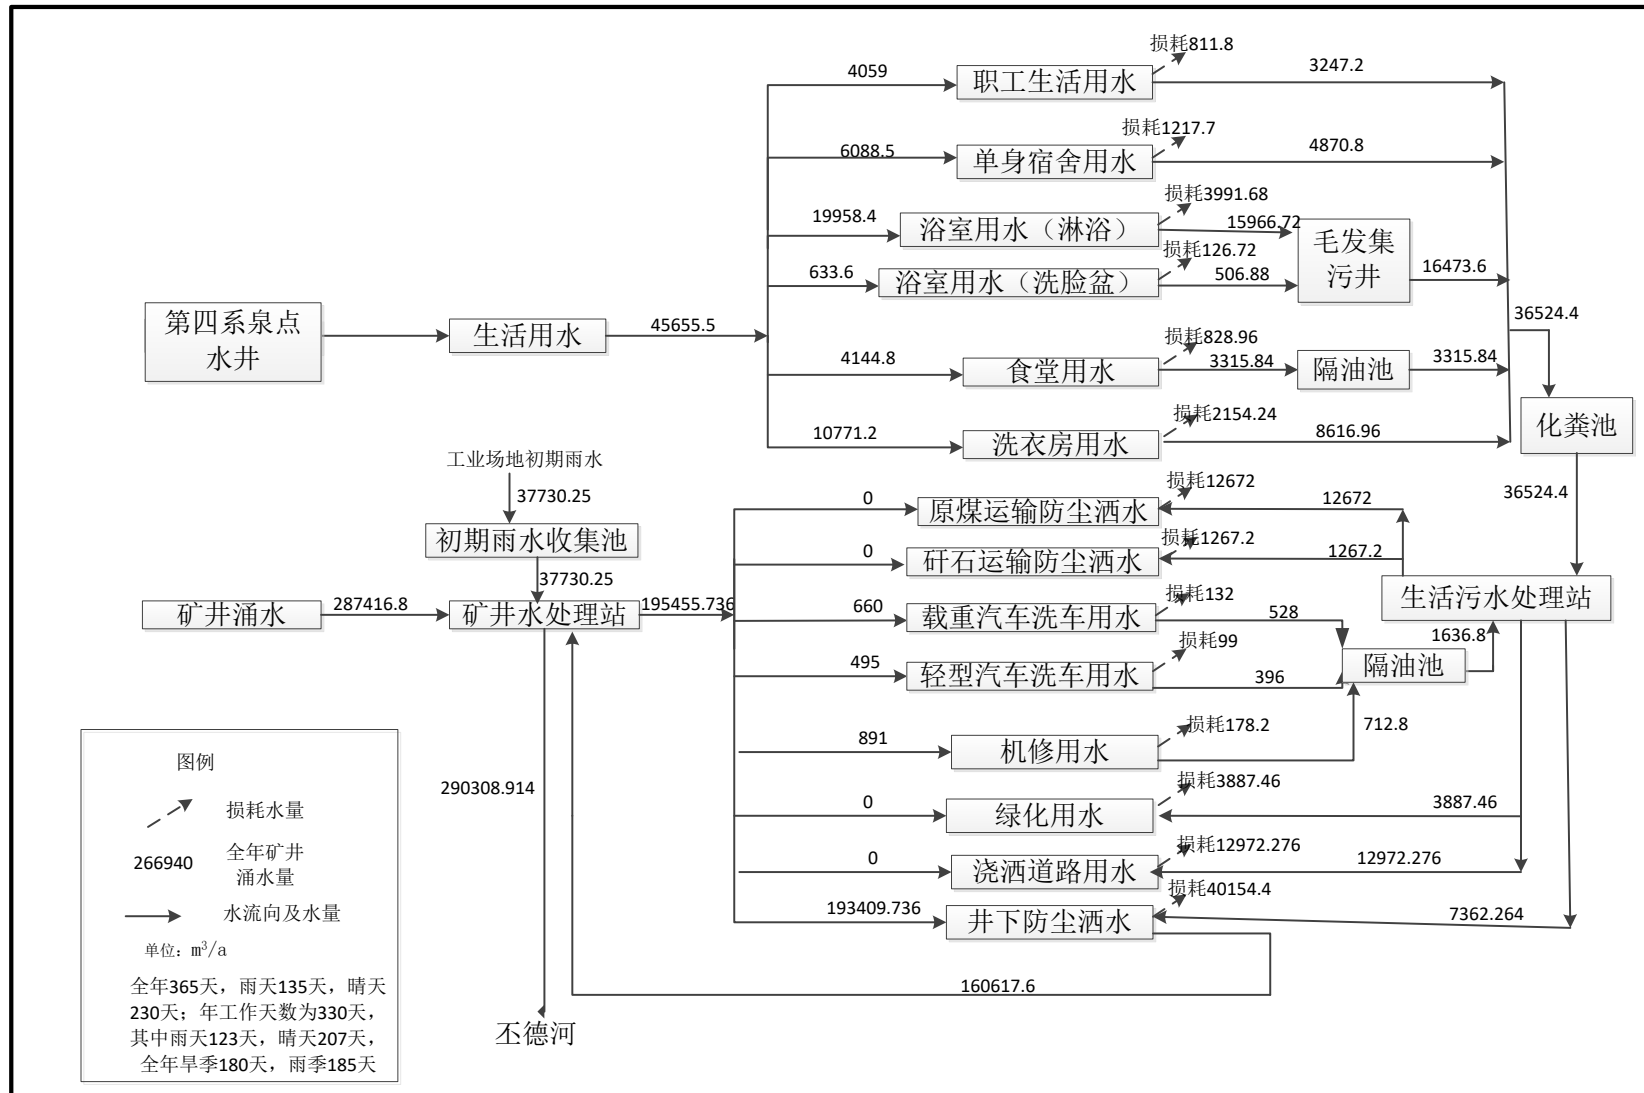 损耗811.8
4059
职工生活用水
3247.2
损耗1217.7
6088.5
单身宿舍用水
4870.8
损耗3991.68
19958.4
浴室用水（淋浴）
15966.72
毛发集
污井
损耗126.72
633.6
浴室用水（洗脸盆）
506.88
16473.6
第四系泉点
水井
生活用水
45655.5
36524.4
损耗828.96
4144.8
食堂用水
3315.84
隔油池
3315.84
损耗2154.24
10771.2
洗衣房用水
8616.96
化粪池
36524.4
工业场地初期雨水
37730.25
初期雨水收集池
37730.25
损耗12672
0
原煤运输防尘洒水
12672
损耗1267.2
0
矸石运输防尘洒水
1267.2
矿井涌水
287416.8
矿井水处理站
195455.736
生活污水处理站
损耗132
660
载重汽车洗车用水
528
1636.8
损耗99
495
轻型汽车洗车用水
396
隔油池
损耗178.2
891
机修用水
712.8
290308.914
损耗3887.46
0
绿化用水
3887.46
损耗12972.276
0
浇洒道路用水
12972.276
损耗40154.4
193409.736
井下防尘洒水
7362.264
160617.6
丕德河
图例
损耗水量
266940
全年矿井
涌水量
水流向及水量
单位：m³/a
全年365天，雨天135天，晴天
230天；年工作天数为330天，
其中雨天123天，晴天207天，
全年旱季180天，雨季185天